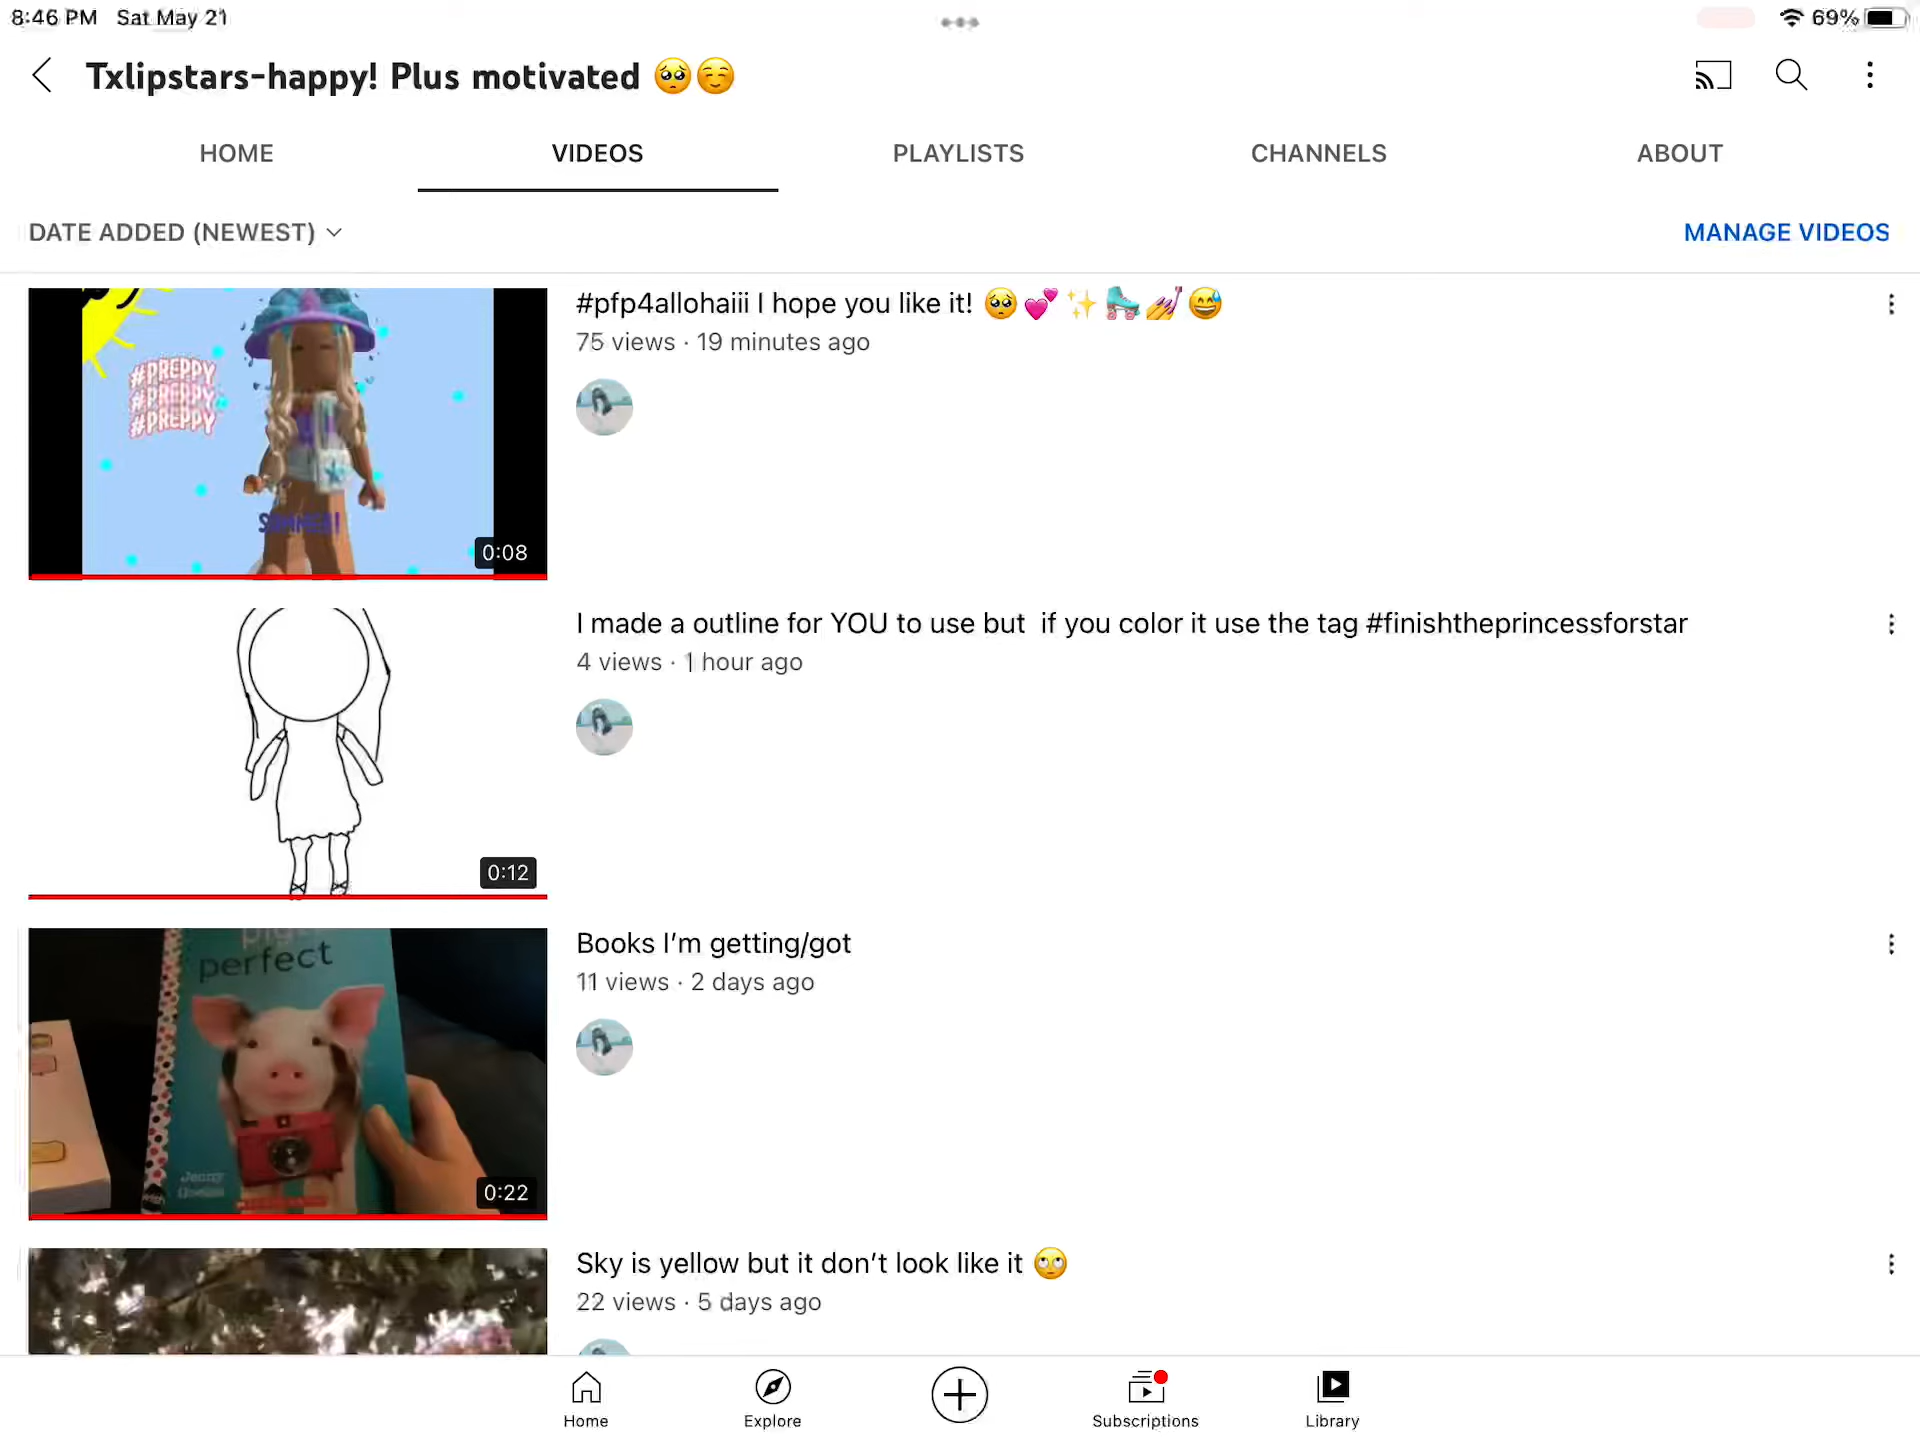 8:46 PM Sat May 21
69%
Txlipstars-happy! Plus motivated 🥺☺️
HOME VIDEOS PLAYLISTS CHANNELS ABOUT
DATE ADDED (NEWEST)
MANAGE VIDEOS
#pfp4allohaiii I hope you like it! 🥺💕✨🛼💅😅
75 views · 19 minutes ago
#PREPPY
#PREPPY
#PREPPY
SUMMER!
0:08
I made a outline for YOU to use but  if you color it use the tag #finishtheprincessforstar
4 views · 1 hour ago
0:12
Books I'm getting/got
11 views · 2 days ago
perfect
Jenny
0:22
Sky is yellow but it don't look like it 🙄
22 views · 5 days ago
Home Explore Subscriptions Library